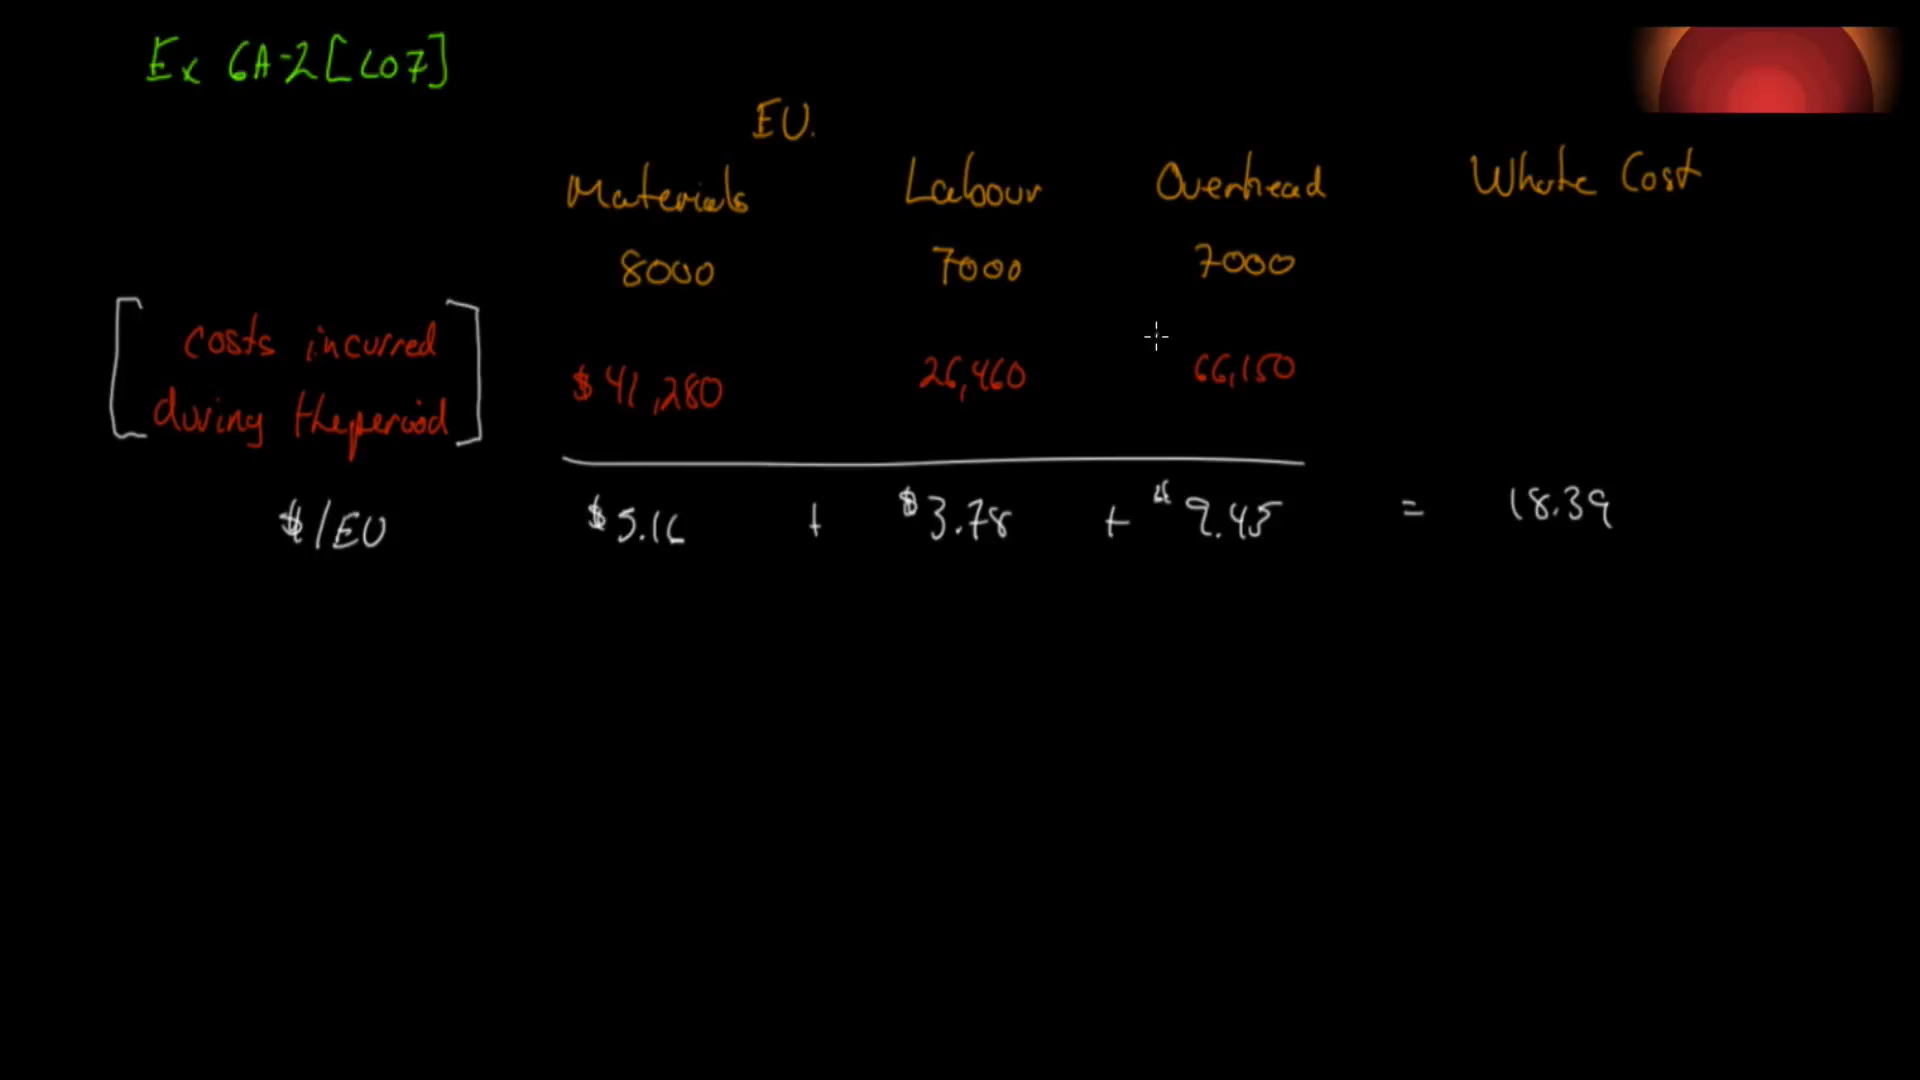 Ex 6A-2 [LO7]
EU.
Materials Labour Overhead Whole Cost
8000 7000 7000
costs incurred
during the period
$41,280 26,460 66,150
$/EU $5.16 + $3.78 + 9.45 = 18.39